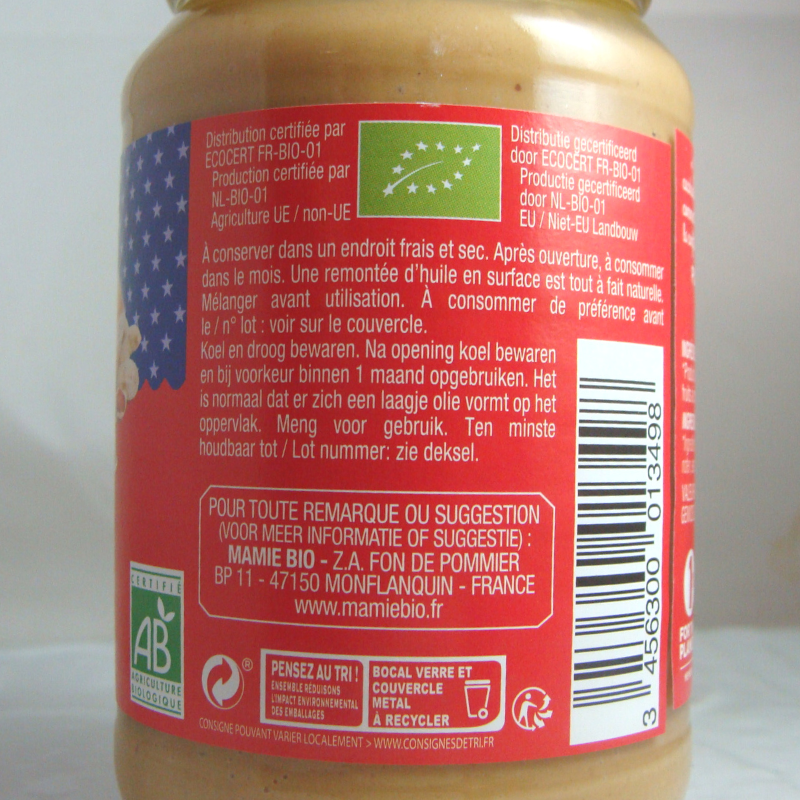 Distribution certifiée par
ECOCERT FR-BIO-01
Production certifiée par
NL-BIO-01
Agriculture UE / non-UE
Distributie gecertificeerd
door ECOCERT FR-BIO-01
Productie gecertificeerd
door NL-BIO-01
EU / Niet-EU Landbouw
À conserver dans un endroit frais et sec. Après ouverture, à consommer
dans le mois. Une remontée d'huile en surface est tout à fait naturelle.
Mélanger avant utilisation. À consommer de préférence avant
le / n° lot : voir sur le couvercle.
Koel en droog bewaren. Na opening koel bewaren
en bij voorkeur binnen 1 maand opgebruiken. Het
is normaal dat er zich een laagje olie vormt op het
oppervlak. Meng voor gebruik. Ten minste
houdbaar tot / Lot nummer: zie deksel.
POUR TOUTE REMARQUE OU SUGGESTION
(VOOR MEER INFORMATIE OF SUGGESTIE) :
MAMIE BIO - Z.A. FON DE POMMIER
BP 11 - 47150 MONFLANQUIN - FRANCE
www.mamiebio.fr
3 456300 013498
CERTIFIÉ
AB
AGRICULTURE
BIOLOGIQUE
®
PENSEZ AU TRI !
ENSEMBLE RÉDUISONS
L'IMPACT ENVIRONNEMENTAL
DES EMBALLAGES
BOCAL VERRE ET
COUVERCLE
METAL
À RECYCLER
CONSIGNE POUVANT VARIER LOCALEMENT > WWW.CONSIGNESDETRI.FR